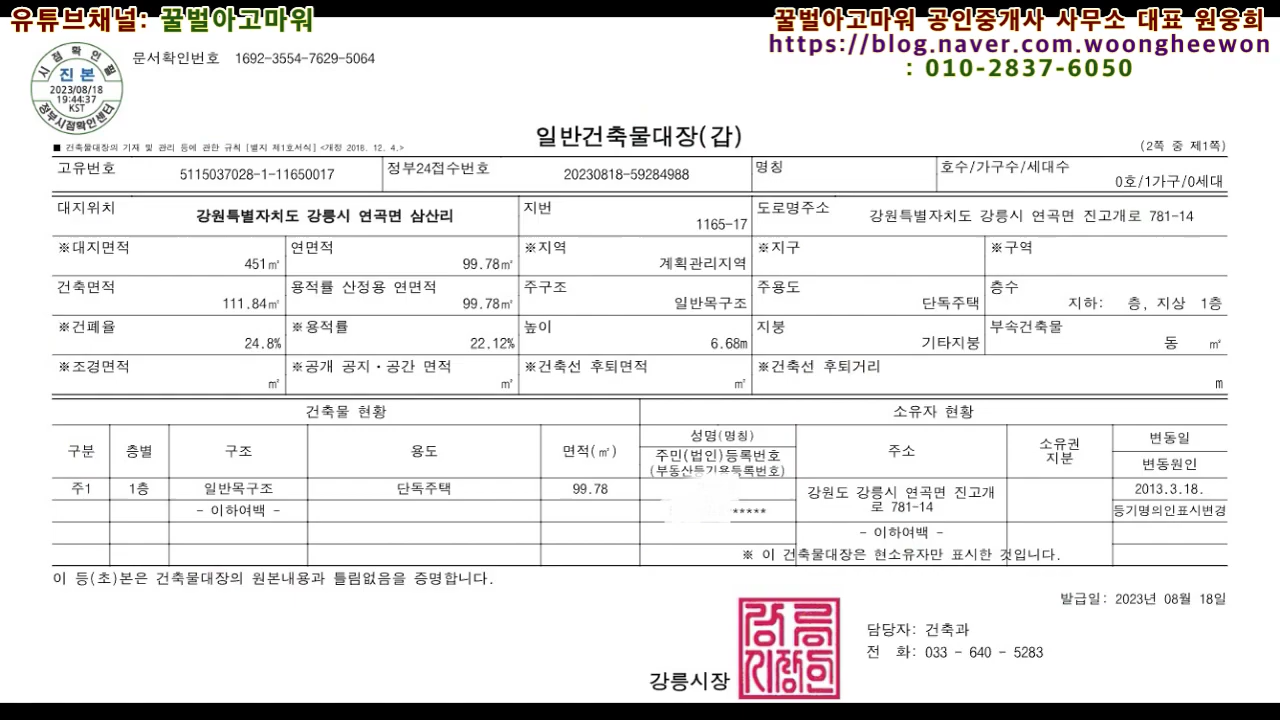 유튜브채널: 꿀벌아고마워
꿀벌아고마워 공인중개사 사무소 대표 원웅희
https://blog.naver.com.woongheewon
: 010-2837-6050
시점확인필
진본
2023/08/18
19:44:37
KST
정부시점확인센터
문서확인번호 1692-3554-7629-5064
일반건축물대장(갑)
■ 건축물대장의 기재 및 관리 등에 관한 규칙 [별지 제1호서식] <개정 2018. 12. 4.>
(2쪽 중 제1쪽)
고유번호 5115037028-1-11650017 정부24접수번호 20230818-59284988 명칭 호수/가구수/세대수 0호/1가구/0세대
대지위치 강원특별자치도 강릉시 연곡면 삼산리 지번 1165-17 도로명주소 강원특별자치도 강릉시 연곡면 진고개로 781-14
※대지면적 451㎡ 연면적 99.78㎡ ※지역 계획관리지역 ※지구 ※구역
건축면적 111.84㎡ 용적률 산정용 연면적 99.78㎡ 주구조 일반목구조 주용도 단독주택 층수 지하: 층, 지상 1층
※건폐율 24.8% ※용적률 22.12% 높이 6.68m 지붕 기타지붕 부속건축물 동 ㎡
※조경면적 ㎡ ※공개 공지·공간 면적 ㎡ ※건축선 후퇴면적 ㎡ ※건축선 후퇴거리 m
건축물 현황 소유자 현황
구분 층별 구조 용도 면적(㎡) 성명(명칭) 주민(법인)등록번호 (부동산등기용등록번호) 주소 소유권 지분 변동일 변동원인
주1 1층 일반목구조 단독주택 99.78 강원도 강릉시 연곡면 진고개로 781-14 2013.3.18.
- 이하여백 - ***** 등기명의인표시변경
- 이하여백 -
※ 이 건축물대장은 현소유자만 표시한 것입니다.
이 등(초)본은 건축물대장의 원본내용과 틀림없음을 증명합니다.
발급일: 2023년 08월 18일
담당자: 건축과
전 화: 033 - 640 - 5283
강릉시장
강릉시장인